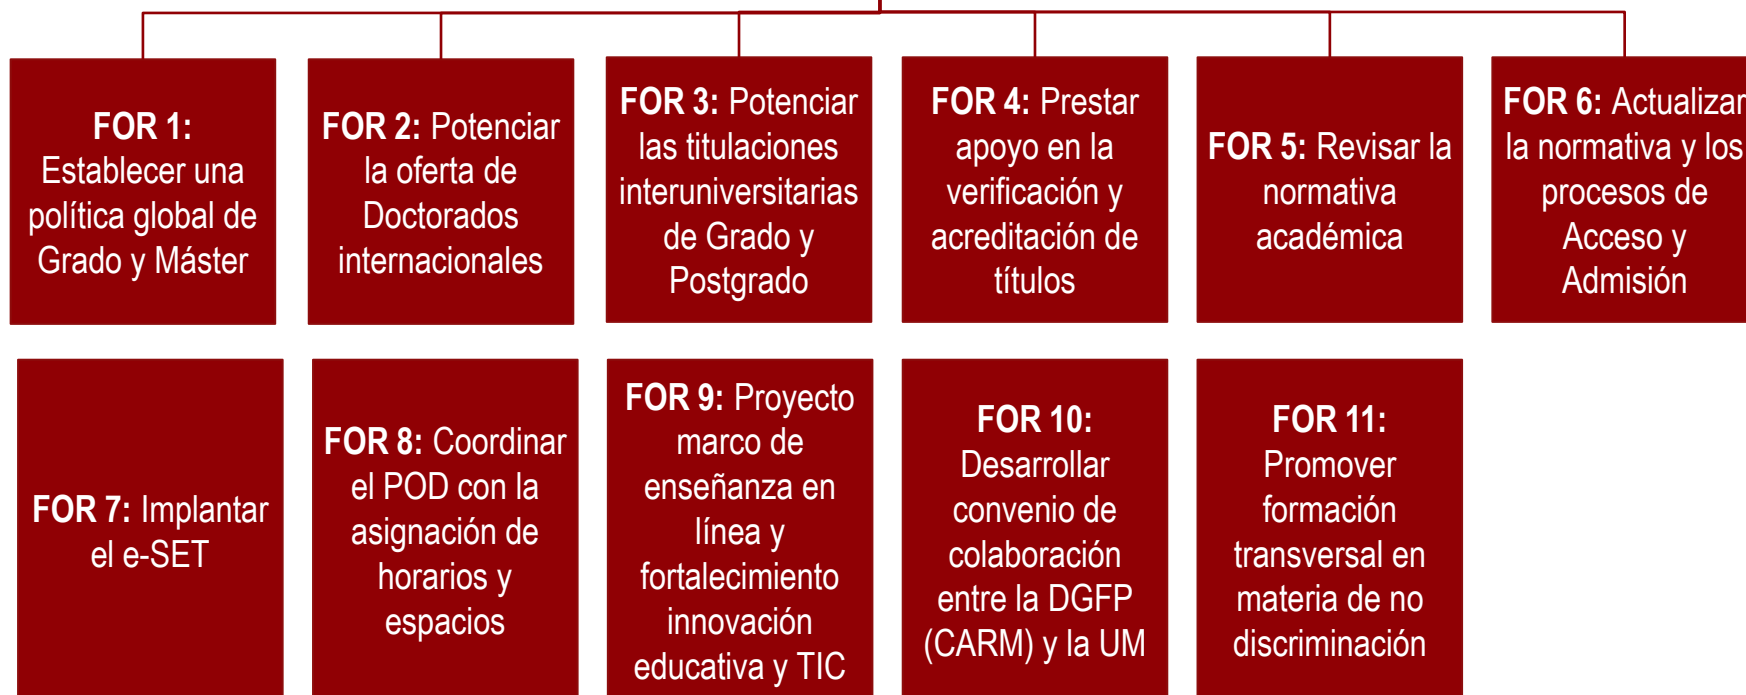 FOR 1:
Establecer una
política global de
Grado y Máster
FOR 2: Potenciar
la oferta de
Doctorados
internacionales
FOR 3: Potenciar
las titulaciones
interuniversitarias
de Grado y
Postgrado
FOR 4: Prestar
apoyo en la
verificación y
acreditación de
títulos
FOR 5: Revisar la
normativa
académica
FOR 6: Actualizar
la normativa y los
procesos de
Acceso y
Admisión
FOR 7: Implantar
el e-SET
FOR 8: Coordinar
el POD con la
asignación de
horarios y
espacios
FOR 9: Proyecto
marco de
enseñanza en
línea y
fortalecimiento
innovación
educativa y TIC
FOR 10:
Desarrollar
convenio de
colaboración
entre la DGFP
(CARM) y la UM
FOR 11:
Promover
formación
transversal en
materia de no
discriminación